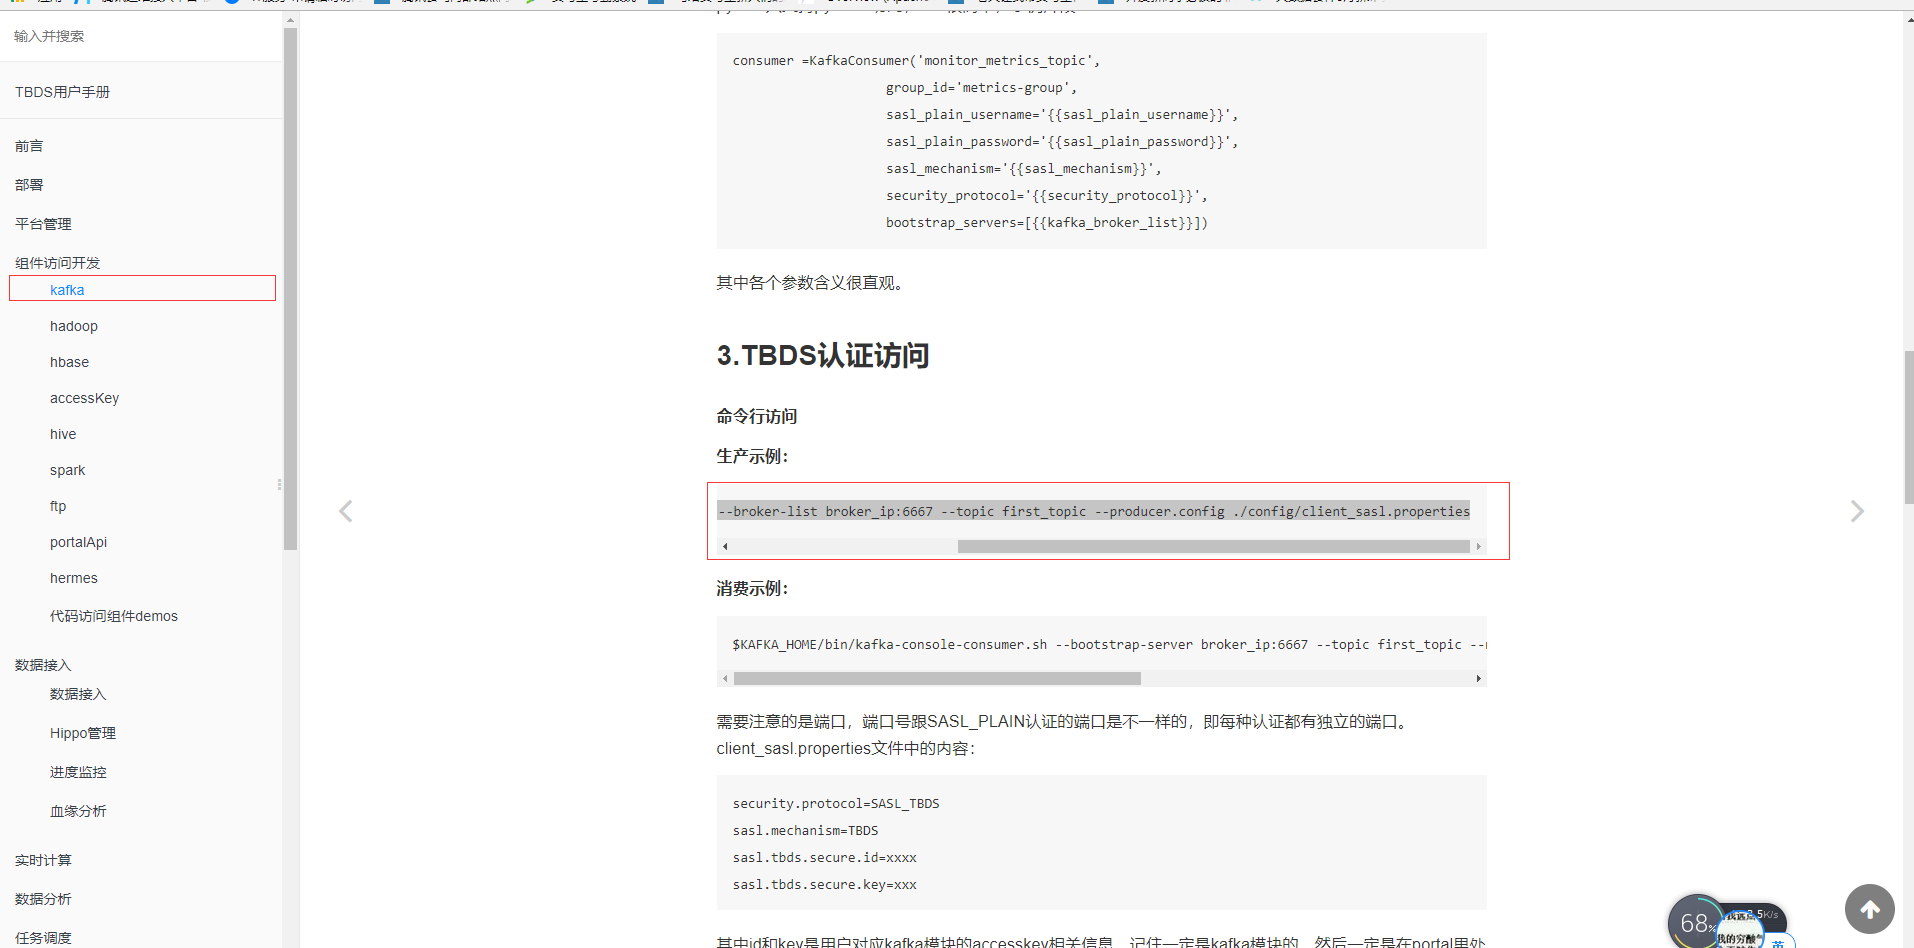 输入并搜索
TBDS用户手册
前言
部署
平台管理
组件访问开发
kafka
hadoop
hbase
accessKey
hive
spark
ftp
portalApi
hermes
代码访问组件demos
数据接入
数据接入
Hippo管理
进度监控
血缘分析
实时计算
数据分析
任务调度
consumer =KafkaConsumer('monitor_metrics_topic',
group_id='metrics-group',
sasl_plain_username='{{sasl_plain_username}}',
sasl_plain_password='{{sasl_plain_password}}',
sasl_mechanism='{{sasl_mechanism}}',
security_protocol='{{security_protocol}}',
bootstrap_servers=[{{kafka_broker_list}}])
其中各个参数含义很直观。
3.TBDS认证访问
命令行访问
生产示例：
--broker-list broker_ip:6667 --topic first_topic --producer.config ./config/client_sasl.properties
消费示例：
$KAFKA_HOME/bin/kafka-console-consumer.sh --bootstrap-server broker_ip:6667 --topic first_topic --
需要注意的是端口，端口号跟SASL_PLAIN认证的端口是不一样的，即每种认证都有独立的端口。
client_sasl.properties文件中的内容：
security.protocol=SASL_TBDS
sasl.mechanism=TBDS
sasl.tbds.secure.id=xxxx
sasl.tbds.secure.key=xxx
其中id和key是用户对应kafka模块的accesskey相关信息，记住一定是kafka模块的，然后一定是在portal里处
68%
5K/s
英